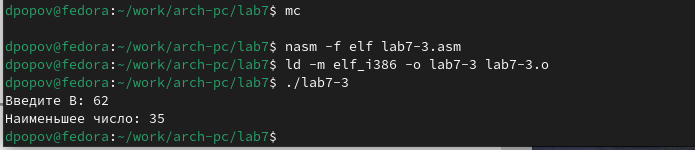 dpopov@fedora:~/work/arch-pc/lab7$ mc
dpopov@fedora:~/work/arch-pc/lab7$ nasm -f elf lab7-3.asm
dpopov@fedora:~/work/arch-pc/lab7$ ld -m elf_i386 -o lab7-3 lab7-3.o
dpopov@fedora:~/work/arch-pc/lab7$ ./lab7-3
Введите В: 62
Наименьшее число: 35
dpopov@fedora:~/work/arch-pc/lab7$